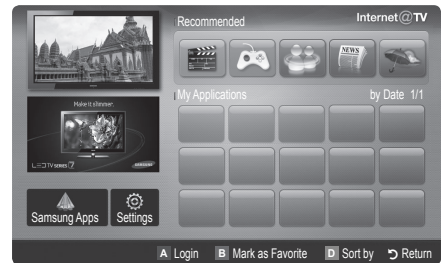 Recommended
Internet@TV
NEWS
My Applications
by Date 1/1
Make it slimmer.
LED TV SERIES 7
SAMSUNG
Samsung Apps
Settings
A Login
B Mark as Favorite
D Sort by
Return